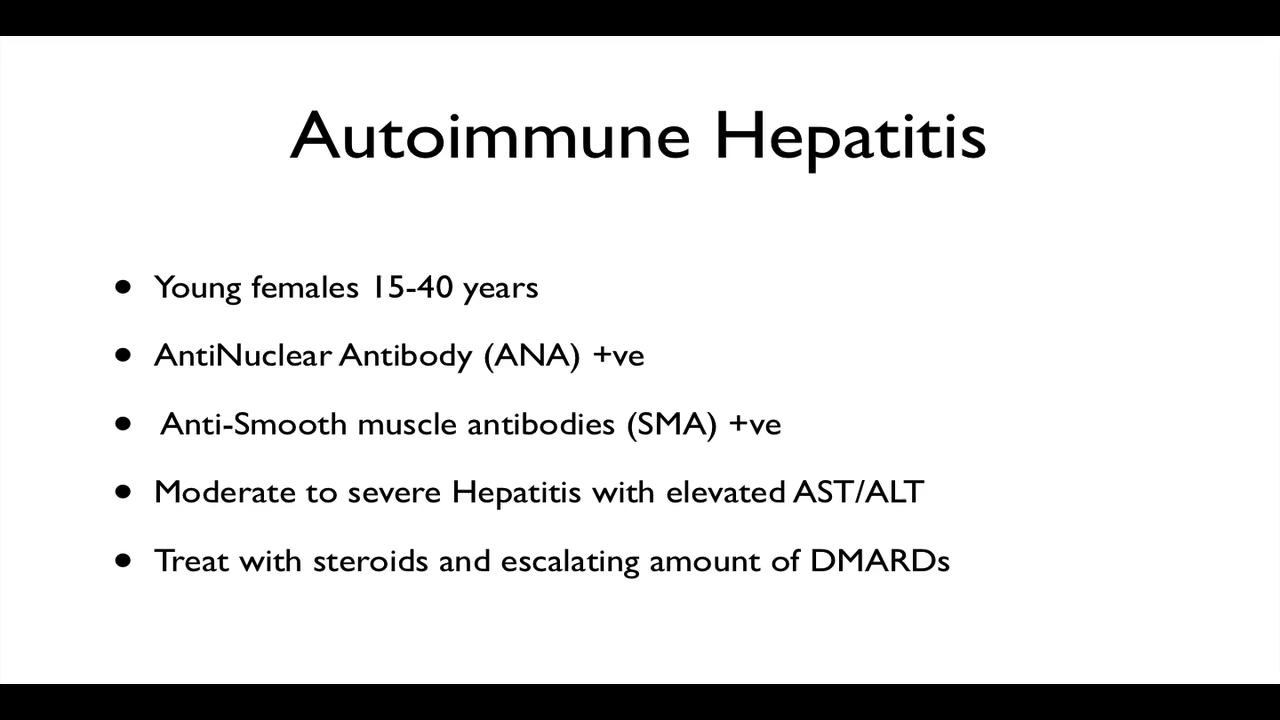 Autoimmune Hepatitis
• Young females 15-40 years
• AntiNuclear Antibody (ANA) +ve
• Anti-Smooth muscle antibodies (SMA) +ve
• Moderate to severe Hepatitis with elevated AST/ALT
• Treat with steroids and escalating amount of DMARDs